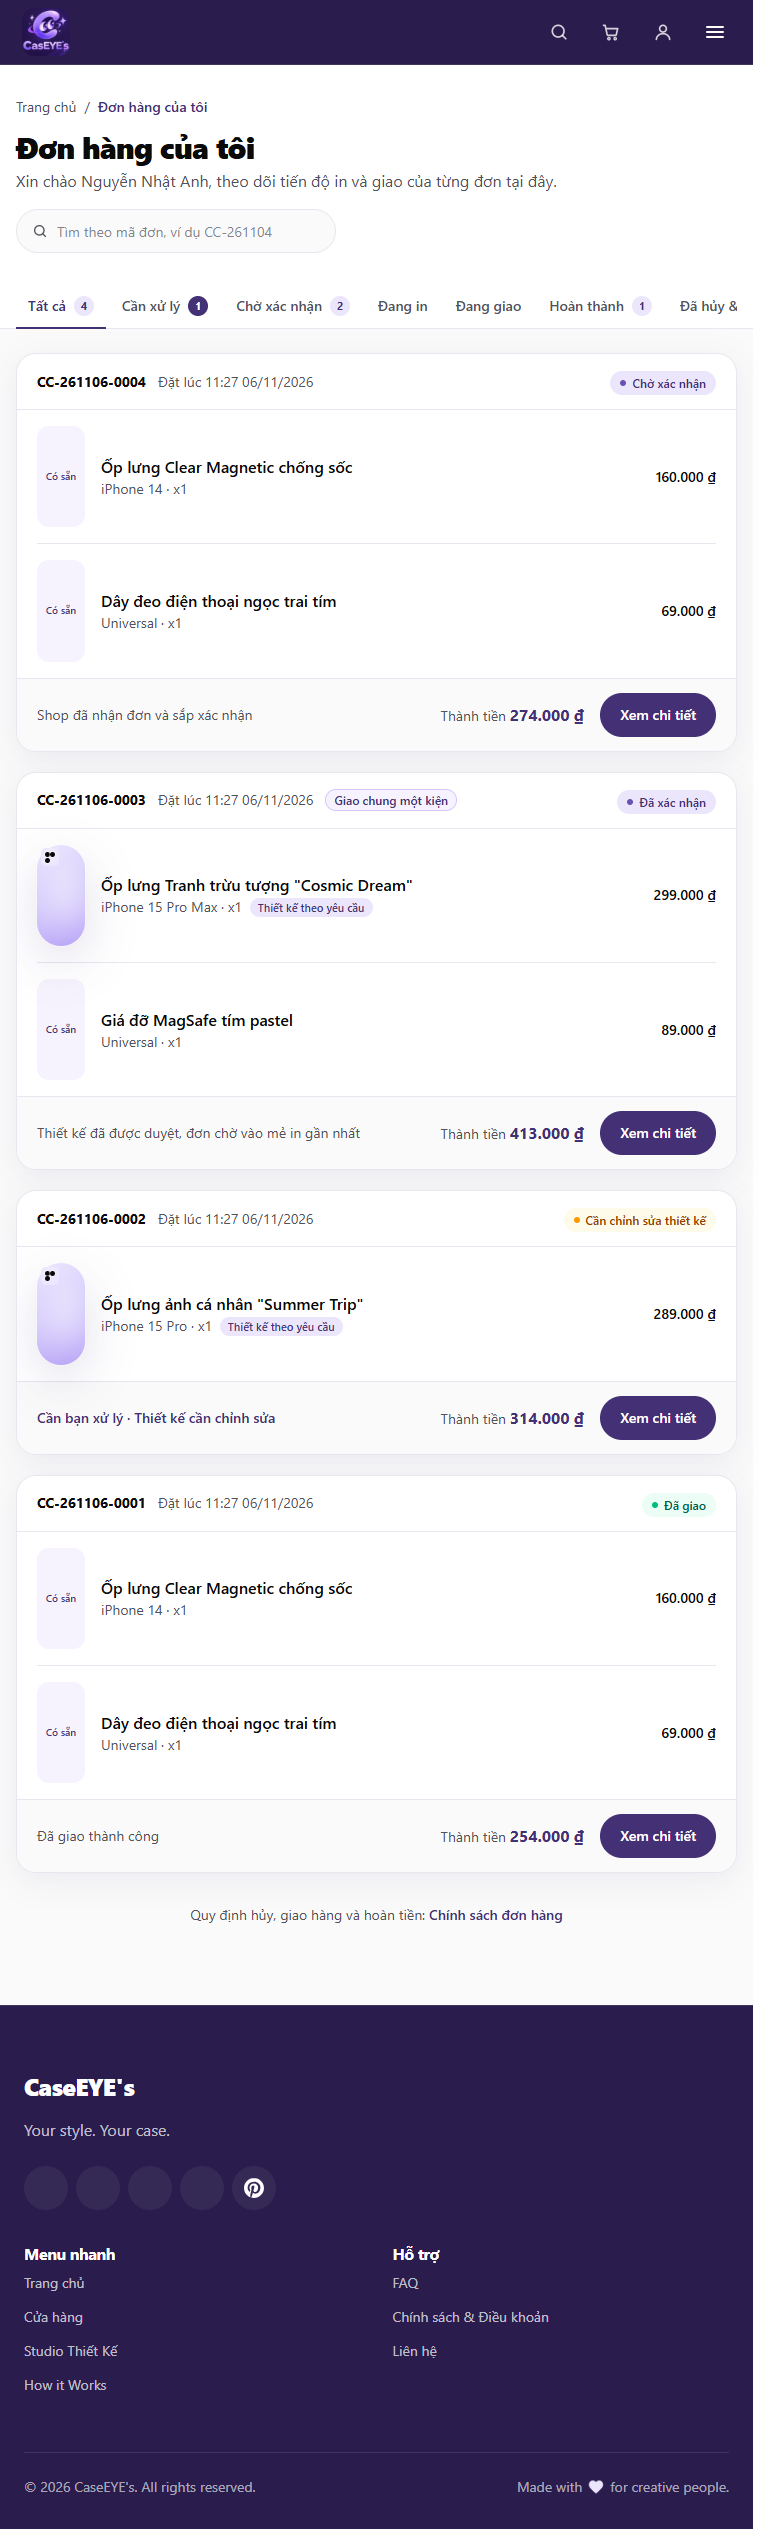 CasEYE's
Trang chủ / Đơn hàng của tôi
Đơn hàng của tôi
Xin chào Nguyễn Nhật Anh, theo dõi tiến độ in và giao của từng đơn tại đây.
Tìm theo mã đơn, ví dụ CC-261104
Tất cả 4 Cần xử lý 1 Chờ xác nhận 2 Đang in Đang giao Hoàn thành 1 Đã hủy &
CC-261106-0004 Đặt lúc 11:27 06/11/2026 Chờ xác nhận
Có sẵn
Ốp lưng Clear Magnetic chống sốc
iPhone 14 · x1
160.000 ₫
Có sẵn
Dây đeo điện thoại ngọc trai tím
Universal · x1
69.000 ₫
Shop đã nhận đơn và sắp xác nhận Thành tiền 274.000 ₫ Xem chi tiết
CC-261106-0003 Đặt lúc 11:27 06/11/2026 Giao chung một kiện Đã xác nhận
Ốp lưng Tranh trừu tượng "Cosmic Dream"
iPhone 15 Pro Max · x1 Thiết kế theo yêu cầu
299.000 ₫
Có sẵn
Giá đỡ MagSafe tím pastel
Universal · x1
89.000 ₫
Thiết kế đã được duyệt, đơn chờ vào mẻ in gần nhất Thành tiền 413.000 ₫ Xem chi tiết
CC-261106-0002 Đặt lúc 11:27 06/11/2026 Cần chỉnh sửa thiết kế
Ốp lưng ảnh cá nhân "Summer Trip"
iPhone 15 Pro · x1 Thiết kế theo yêu cầu
289.000 ₫
Cần bạn xử lý · Thiết kế cần chỉnh sửa Thành tiền 314.000 ₫ Xem chi tiết
CC-261106-0001 Đặt lúc 11:27 06/11/2026 Đã giao
Có sẵn
Ốp lưng Clear Magnetic chống sốc
iPhone 14 · x1
160.000 ₫
Có sẵn
Dây đeo điện thoại ngọc trai tím
Universal · x1
69.000 ₫
Đã giao thành công Thành tiền 254.000 ₫ Xem chi tiết
Quy định hủy, giao hàng và hoàn tiền: Chính sách đơn hàng
CaseEYE's
Your style. Your case.
Menu nhanh
Trang chủ
Cửa hàng
Studio Thiết Kế
How it Works
Hỗ trợ
FAQ
Chính sách & Điều khoản
Liên hệ
© 2026 CaseEYE's. All rights reserved.
Made with for creative people.